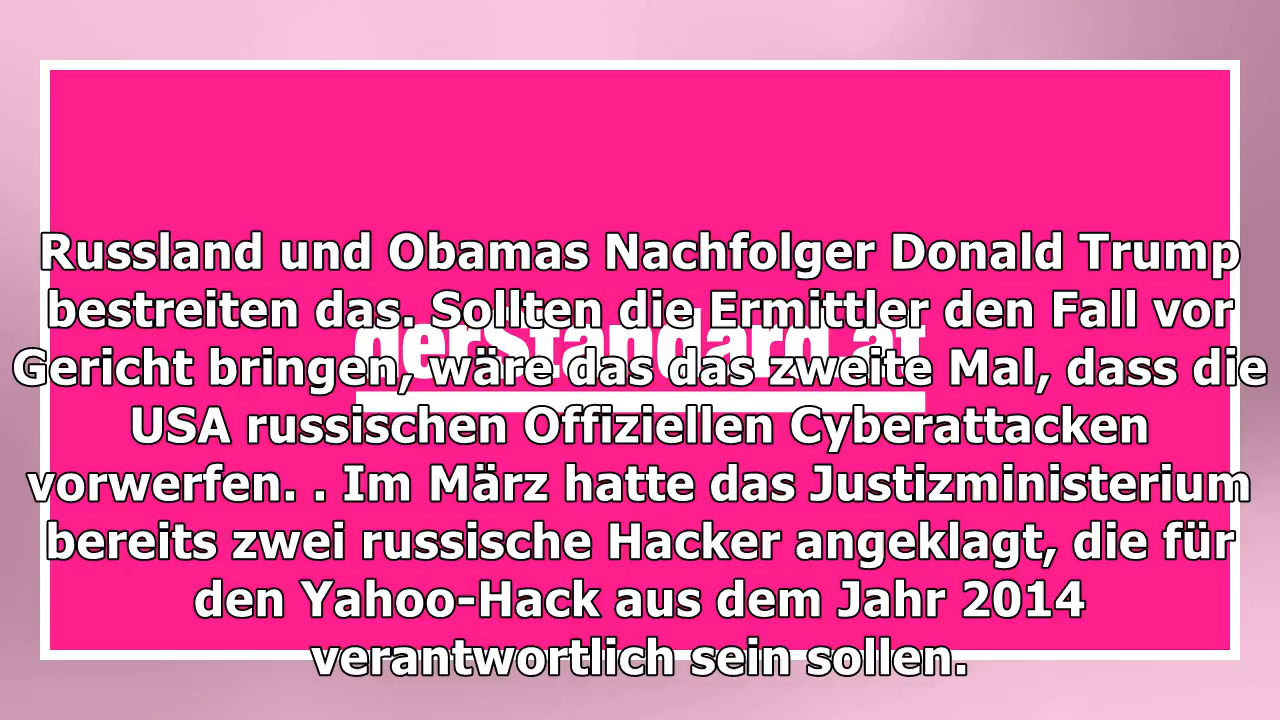 Russland und Obamas Nachfolger Donald Trump
bestreiten das. Sollten die Ermittler den Fall vor
derStandard.at
Gericht bringen, wäre das das zweite Mal, dass die
USA russischen Offiziellen Cyberattacken
vorwerfen. . Im März hatte das Justizministerium
bereits zwei russische Hacker angeklagt, die für
den Yahoo-Hack aus dem Jahr 2014
verantwortlich sein sollen.